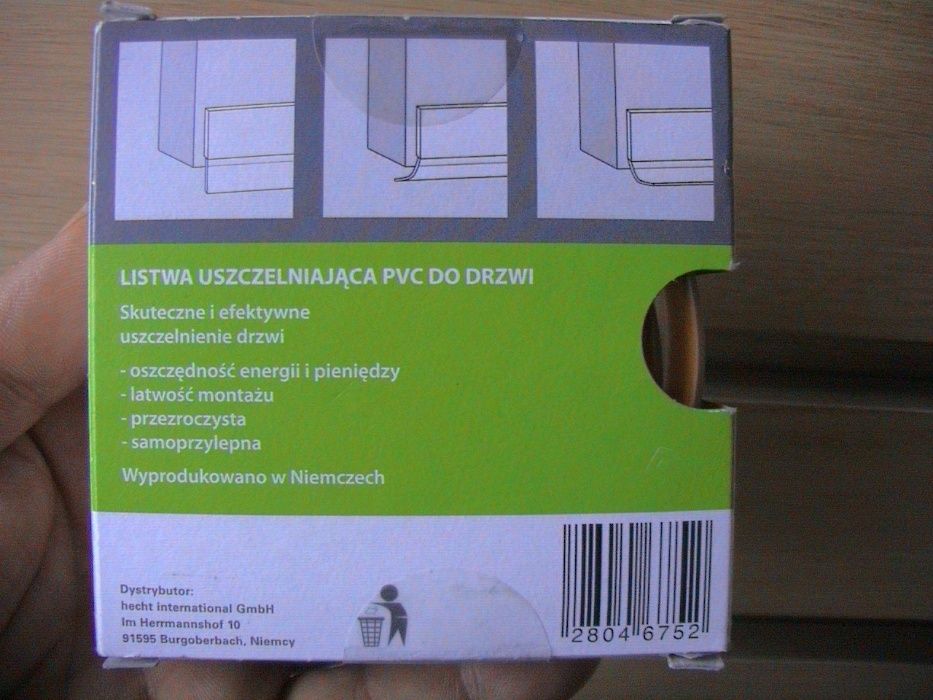 LISTWA USZCZELNIAJĄCA PVC DO DRZWI
Skuteczne i efektywne
uszczelnienie drzwi
- oszczędność energii i pieniędzy
- latwość montażu
- przezroczysta
- samoprzylepna
Wyprodukowano w Niemczech
Dystrybutor:
hecht international GmbH
Im Herrmannshof 10
91595 Burgoberbach, Niemcy
2804 6752